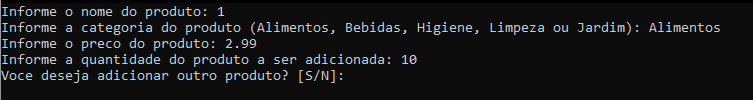 Informe o nome do produto: 1
Informe a categoria do produto (Alimentos, Bebidas, Higiene, Limpeza ou Jardim): Alimentos
Informe o preco do produto: 2.99
Informe a quantidade do produto a ser adicionada: 10
Voce deseja adicionar outro produto? [S/N]: